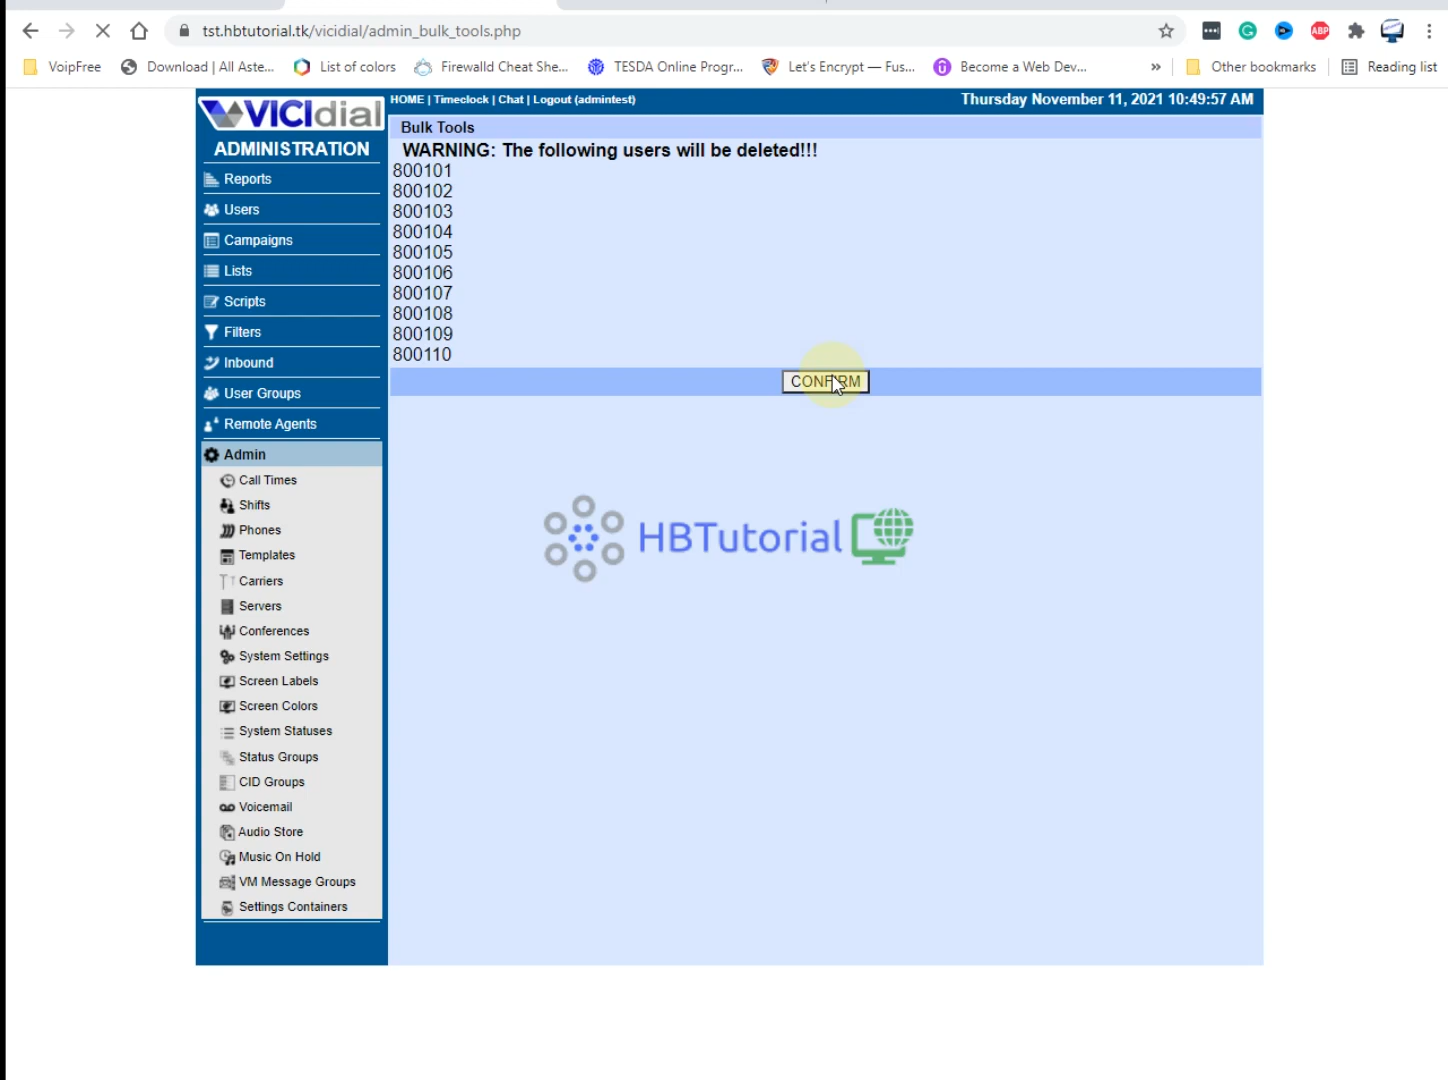 tst.hbtutorial.tk/vicidial/admin_bulk_tools.php
ABP
VoipFree
Download | All Aste...
List of colors
Firewalld Cheat She...
TESDA Online Progr...
Let's Encrypt — Fus...
Become a Web Dev...
»
Other bookmarks
Reading list
VICIdial
HOME | Timeclock | Chat | Logout (admintest)
Thursday November 11, 2021 10:49:57 AM
ADMINISTRATION
Reports
Users
Campaigns
Lists
Scripts
Filters
Inbound
User Groups
Remote Agents
Admin
Call Times
Shifts
Phones
Templates
Carriers
Servers
Conferences
System Settings
Screen Labels
Screen Colors
System Statuses
Status Groups
CID Groups
Voicemail
Audio Store
Music On Hold
VM Message Groups
Settings Containers
Bulk Tools
WARNING: The following users will be deleted!!!
800101
800102
800103
800104
800105
800106
800107
800108
800109
800110
CONFIRM
HBTutorial